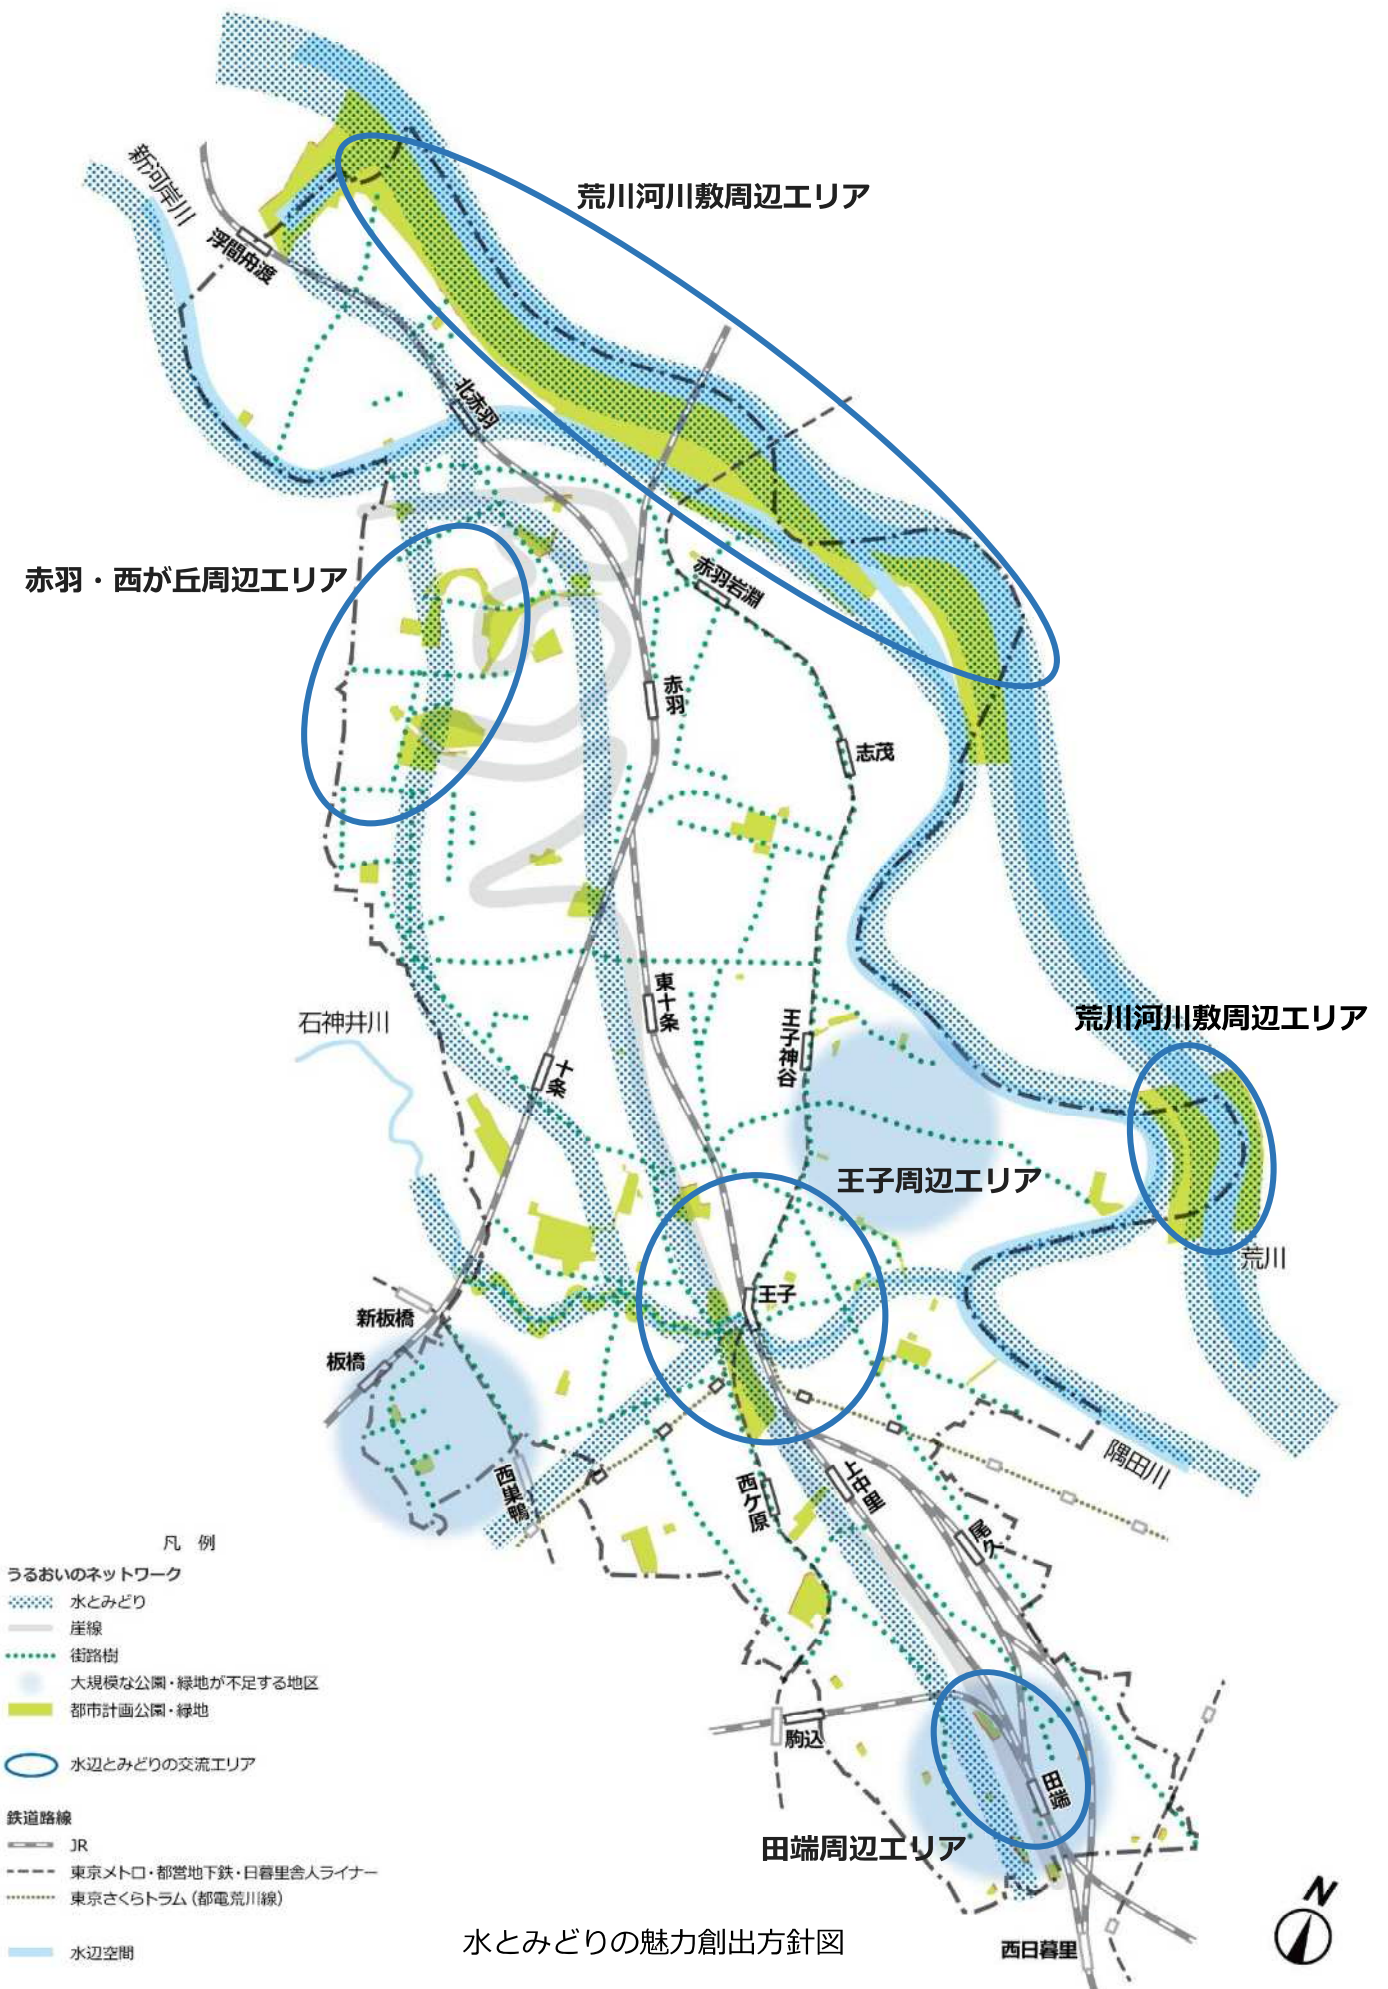 荒川河川敷周辺エリア
新河岸川
浮間舟渡
北赤羽
赤羽・西が丘周辺エリア
赤羽岩淵
赤羽
志茂
東十条
石神井川
王子神谷
荒川河川敷周辺エリア
十条
王子周辺エリア
荒川
王子
新板橋
板橋
隅田川
西巣鴨
西ケ原
上中里
尾久
駒込
田端
田端周辺エリア
西日暮里
N
凡 例
うるおいのネットワーク
水とみどり
崖線
街路樹
大規模な公園・緑地が不足する地区
都市計画公園・緑地
水辺とみどりの交流エリア
鉄道路線
JR
東京メトロ・都営地下鉄・日暮里舎人ライナー
東京さくらトラム（都電荒川線）
水辺空間
水とみどりの魅力創出方針図